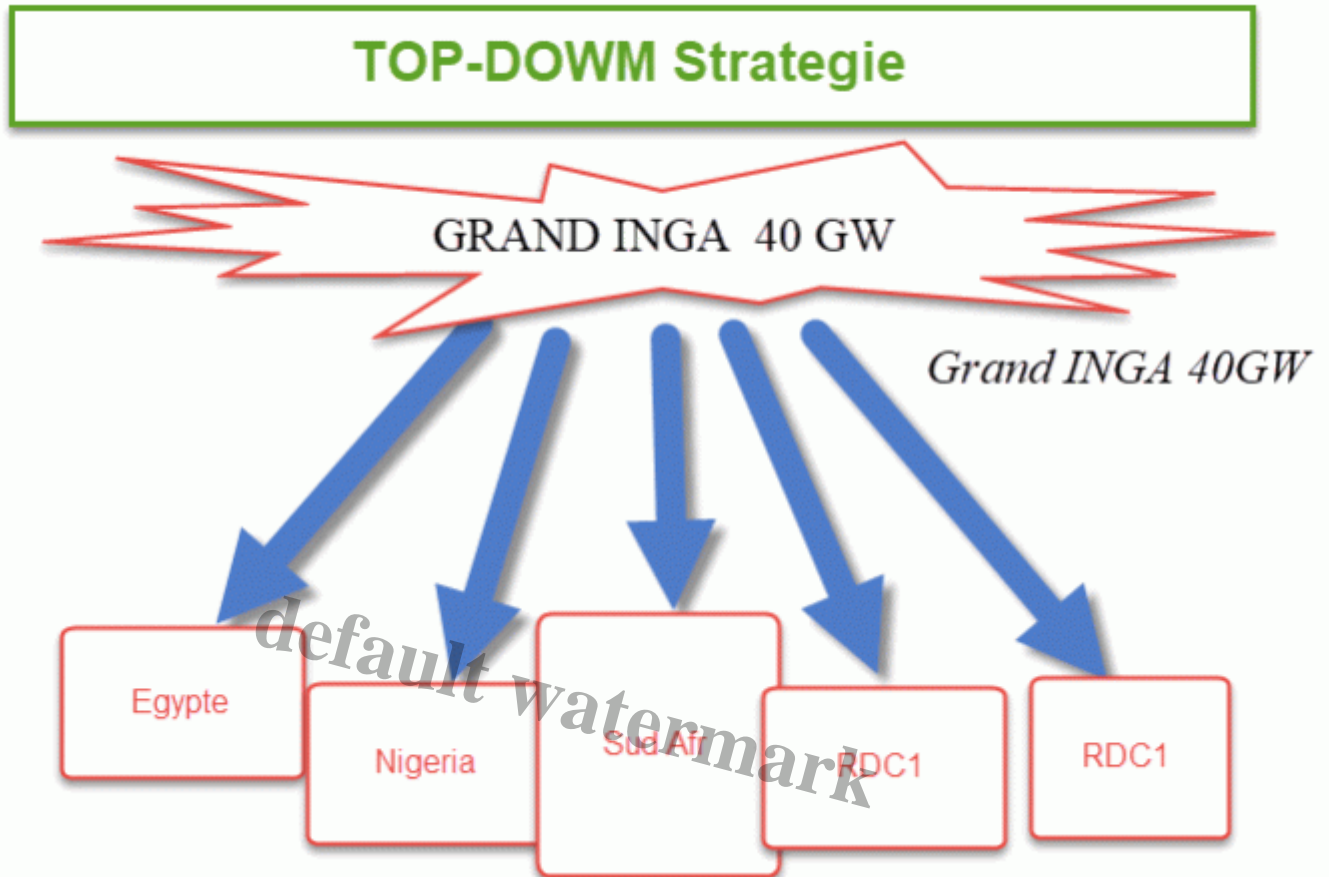 TOP-DOWM Strategie
GRAND INGA 40 GW
Grand INGA 40GW
Egypte
Nigeria
Sud Afr
RDC1
RDC1
default watermark